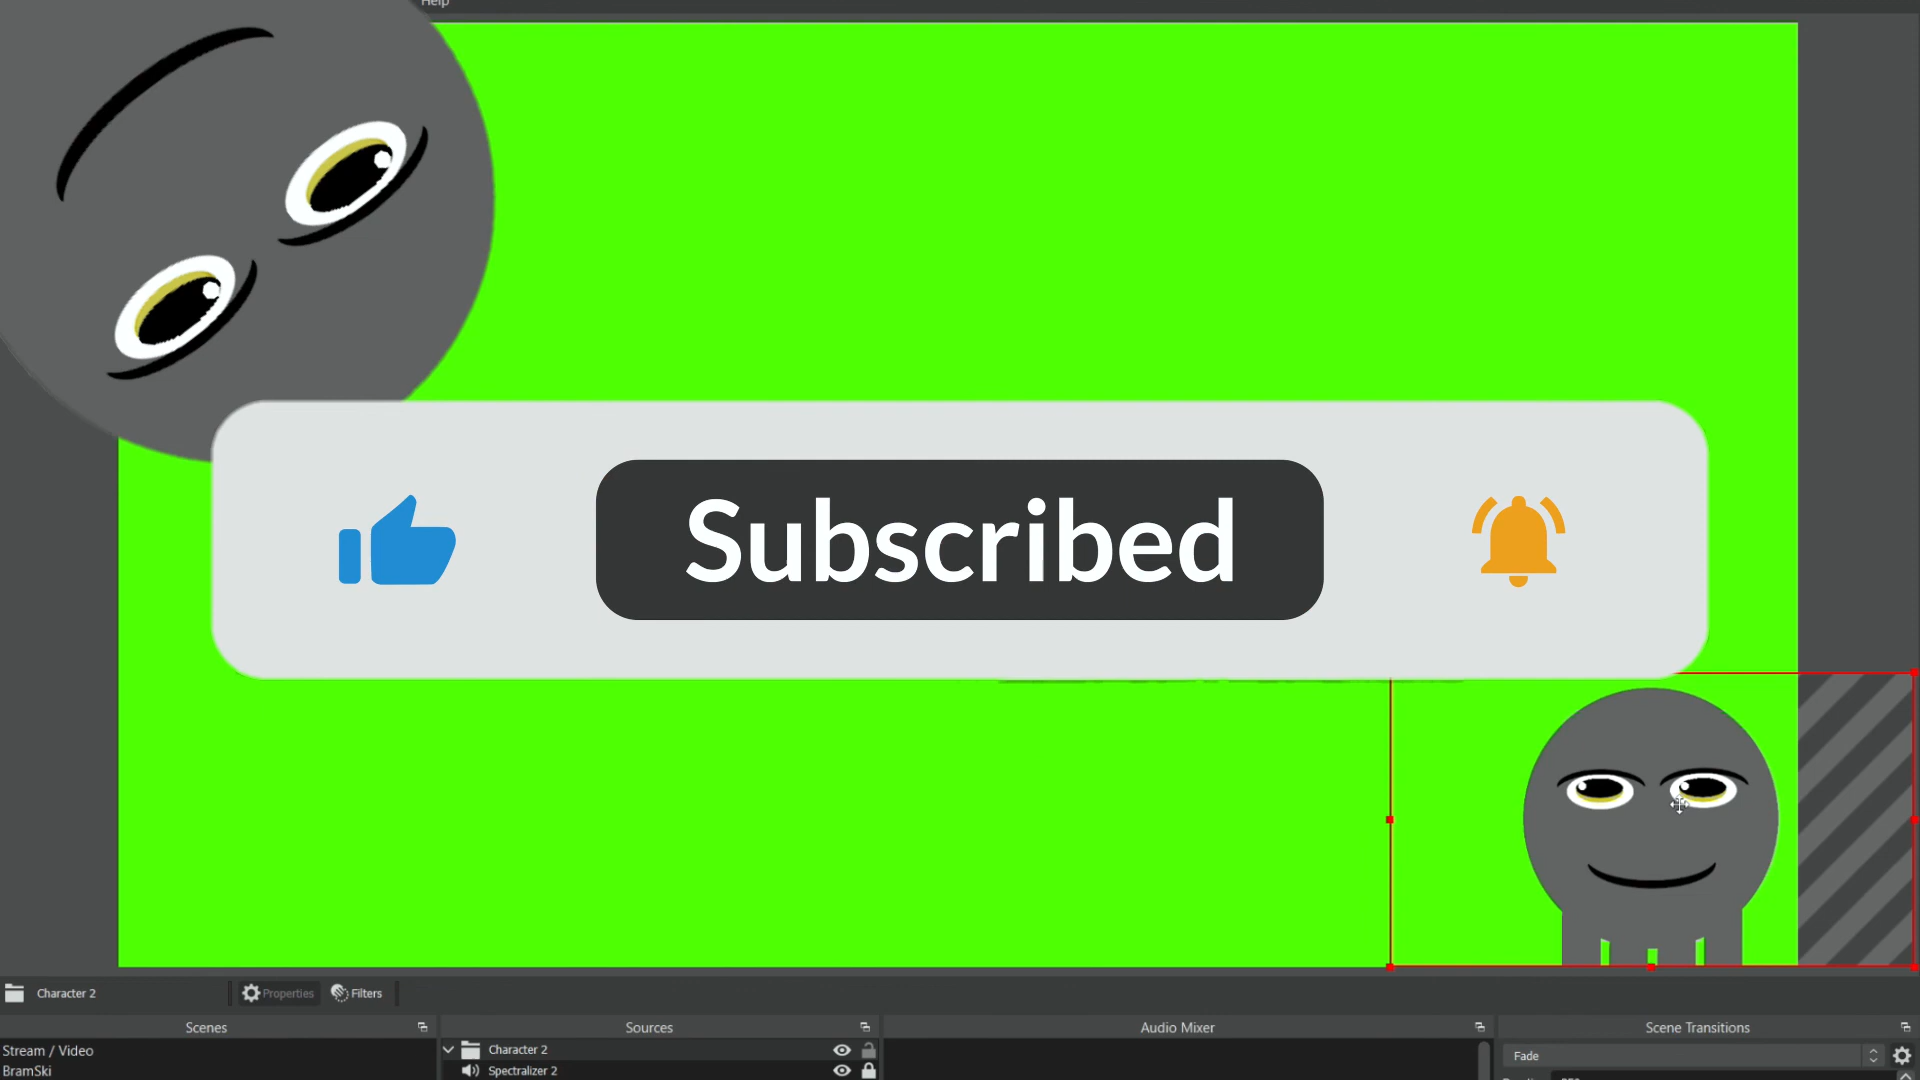 Help
Subscribed
Character 2
Properties
Filters
Scenes
Sources
Audio Mixer
Scene Transitions
Stream / Video
Character 2
Fade
BramSki
Spectralizer 2